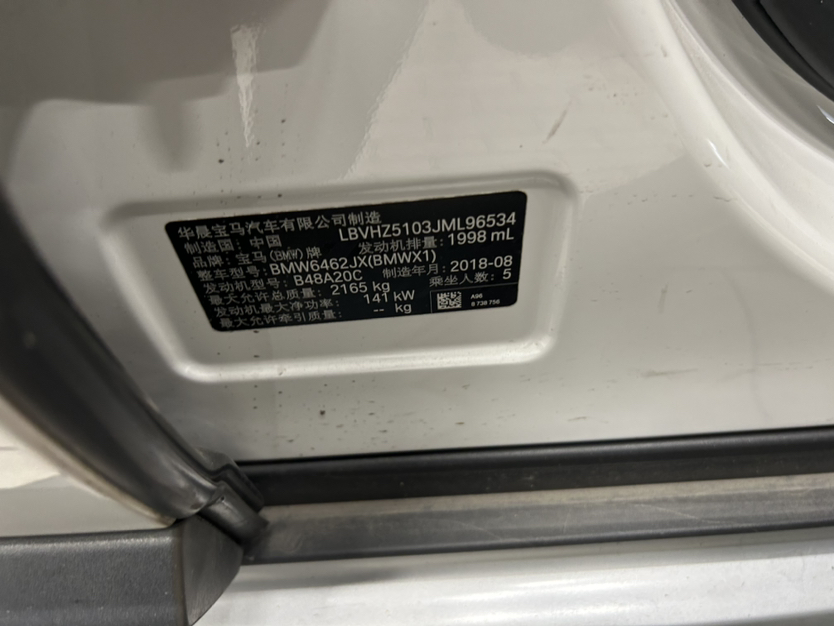 华晨宝马汽车有限公司制造
制造国：中国 LBVHZ5103JML96534
品牌：宝马(BMW)牌 发动机排量：1998 mL
整车型号：BMW6462JX(BMWX1)
发动机型号：B48A20C 制造年月：2018-08
最大允许总质量：2165 kg 乘坐人数：5
发动机最大净功率：141 kW
最大允许牵引质量：-- kg
A96
8 738 756